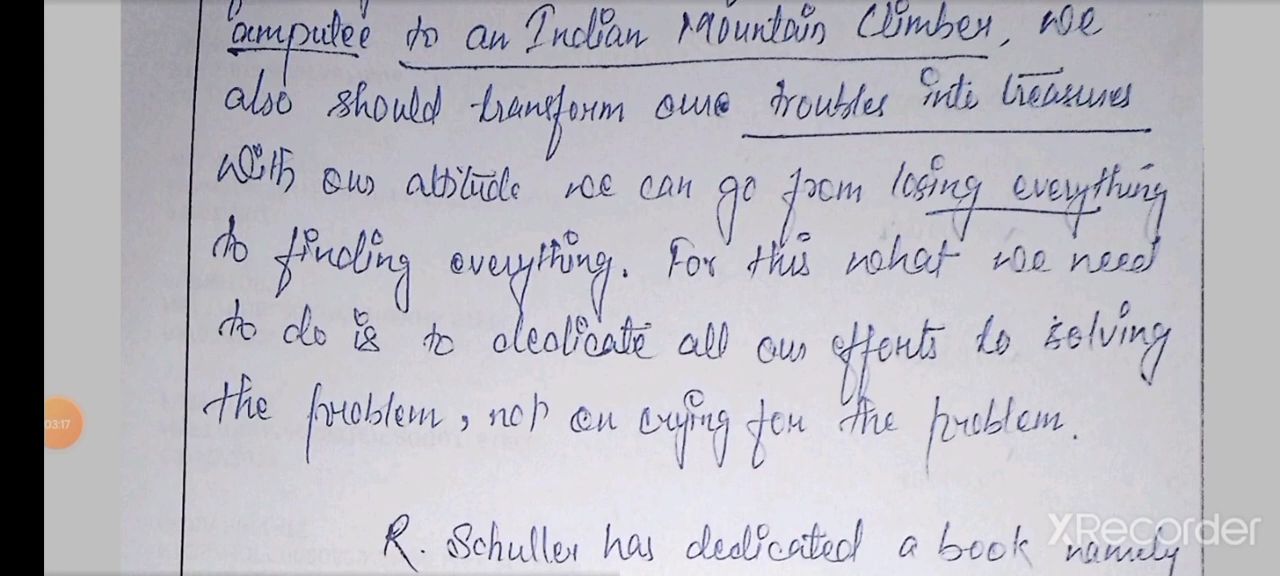 amputee to an Indian Mountain Climber, we
also should transform our troubles into treasures
With our attitude we can go from losing everything
to finding everything. For this what we need
to do is to dedicate all our efforts to solving
the problem, not on crying for the problem.
03:17
R. Schuller has dedicated a book namely
XRecorder